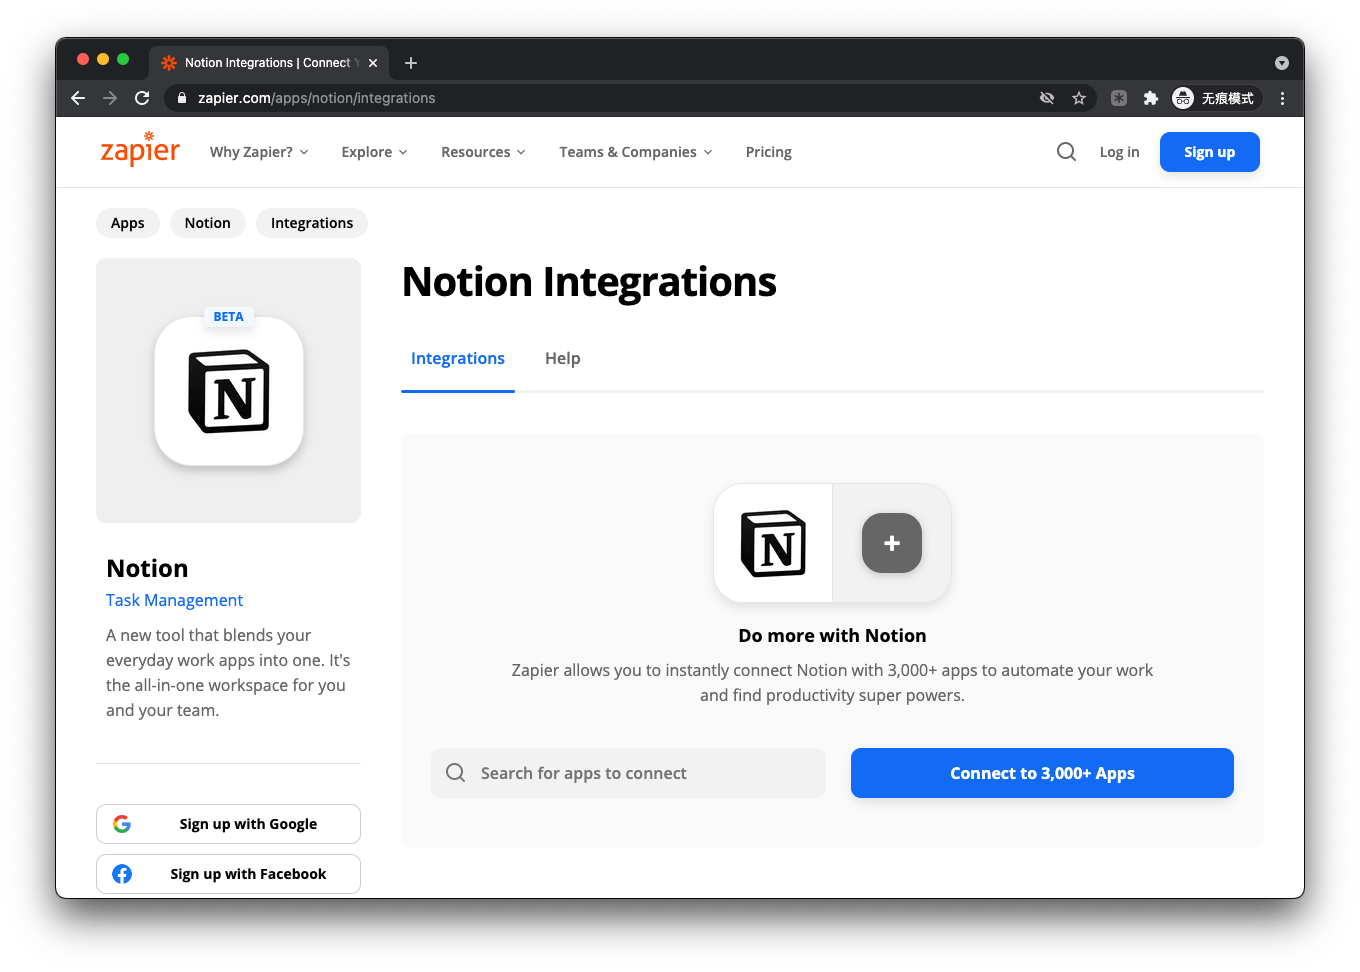 Notion Integrations | Connect Y
zapier.com/apps/notion/integrations
无痕模式
zapier
Why Zapier?
Explore
Resources
Teams & Companies
Pricing
Log in
Sign up
Apps
Notion
Integrations
BETA
N
Notion
Task Management
A new tool that blends your
everyday work apps into one. It's
the all-in-one workspace for you
and your team.
Sign up with Google
Sign up with Facebook
Notion Integrations
Integrations
Help
N
Do more with Notion
Zapier allows you to instantly connect Notion with 3,000+ apps to automate your work
and find productivity super powers.
Search for apps to connect
Connect to 3,000+ Apps